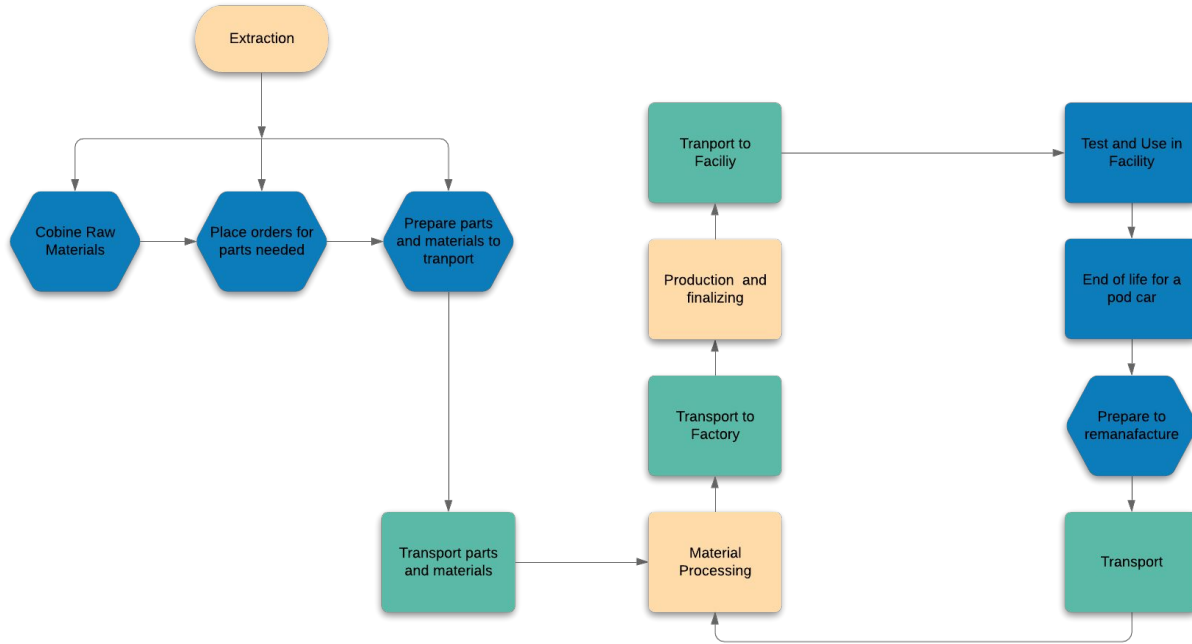 Extraction
Cobine Raw
Materials
Place orders for
parts needed
Prepare parts
and materials to
tranport
Transport parts
and materials
Material
Processing
Transport to
Factory
Production and
finalizing
Tranport to
Faciliy
Test and Use in
Facility
End of life for a
pod car
Prepare to
remanafacture
Transport